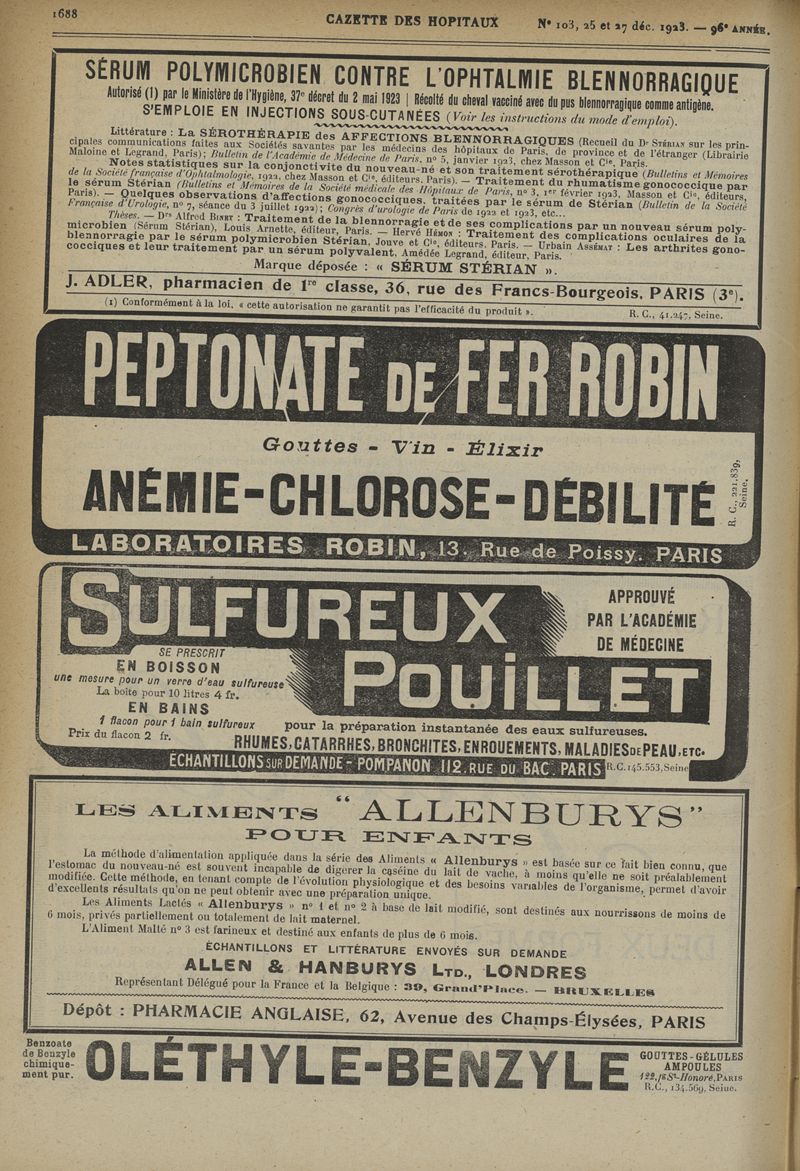 1688
GAZETTE DES HOPITAUX
N° 103, 25 et 27 déc. 1923. — 96e ANNÉE.
SÉRUM POLYMICROBIEN CONTRE L'OPHTALMIE BLENNORRAGIQUE
Autorisé (1) par le Ministère de l'Hygiène, 37e décret du 2 mai 1923 | Récolté du cheval vacciné avec du pus blennorragique comme antigène.
S'EMPLOIE EN INJECTIONS SOUS-CUTANÉES (Voir les instructions du mode d'emploi).
Littérature : La SÉROTHÉRAPIE des AFFECTIONS BLENNORRAGIQUES (Recueil du Dr Stérian sur les prin-
cipales communications faites aux Sociétés savantes par les médecins des hôpitaux de Paris, de province et de l'étranger (Librairie
Maloine et Legrand, Paris); Bulletin de l'Académie de Médecine de Paris, n° 5, janvier 1923, chez Masson et Cie, Paris.
Notes statistiques sur la conjonctivite du nouveau-né et son traitement sérothérapique (Bulletins et Mémoires
de la Société française d'Ophtalmologie, 1922, chez Masson et Cie, éditeurs, Paris). — Traitement du rhumatisme gonococcique par
le sérum Stérian (Bulletins et Mémoires de la Société médicale des Hôpitaux de Paris, n° 3, 1er février 1923, Masson et Cie, éditeurs,
Paris). — Quelques observations d'affections gonococciques, traitées par le sérum de Stérian (Bulletin de la Société
Française d'Urologie, n° 7, séance du 3 juillet 1922); Congrès d'urologie de Paris de 1922 et 1923, etc...
Thèses. — Drs Alfred Binet : Traitement de la blennorragie et de ses complications par un nouveau sérum poly-
microbien (Sérum Stérian), Louis Arnette, éditeur, Paris. — Hervé Hémon : Traitement des complications oculaires de la
blennorragie par le sérum polymicrobien Stérian, Jouve et Cie, éditeurs, Paris. — Urbain Assémat : Les arthrites gono-
cocciques et leur traitement par un sérum polyvalent, Amédée Legrand, éditeur, Paris.
Marque déposée : « SÉRUM STÉRIAN ».
J. ADLER, pharmacien de 1re classe, 36, rue des Francs-Bourgeois, PARIS (3e).
(1) Conformément à la loi, « cette autorisation ne garantit pas l'efficacité du produit ».
R. C., 41.247, Seine.
PEPTONATE DE FER ROBIN
Gouttes - Vin - Élixir
ANÉMIE-CHLOROSE-DÉBILITÉ
R. C., 221.839,
Seine.
LABORATOIRES ROBIN, 13, Rue de Poissy, PARIS
SULFUREUX
POUILLET
APPROUVÉ
PAR L'ACADÉMIE
DE MÉDECINE
SE PRESCRIT
EN BOISSON
une mesure pour un verre d'eau sulfureuse
La boîte pour 10 litres 4 fr.
EN BAINS
1 flacon pour 1 bain sulfureux
Prix du flacon 2 fr.
pour la préparation instantanée des eaux sulfureuses.
RHUMES, CATARRHES, BRONCHITES, ENROUEMENTS, MALADIES DE PEAU, ETC.
ÉCHANTILLONS SUR DEMANDE - POMPANON 112, RUE DU BAC PARIS
R.C. 145.553, Seine
LES ALIMENTS "ALLENBURYS"
POUR ENFANTS
La méthode d'alimentation appliquée dans la série des Aliments « Allenburys » est basée sur ce fait bien connu, que
l'estomac du nouveau-né est souvent incapable de digérer la caséine du lait de vache, à moins qu'elle ne soit préalablement
modifiée. Cette méthode, en tenant compte de l'évolution physiologique et des besoins variables de l'organisme, permet d'avoir
d'excellents résultats qu'on ne peut obtenir avec une préparation unique.
Les Aliments Lactés « Allenburys » n° 1 et n° 2 à base de lait modifié, sont destinés aux nourrissons de moins de
6 mois, privés partiellement ou totalement de lait maternel.
L'Aliment Malté n° 3 est farineux et destiné aux enfants de plus de 6 mois.
ÉCHANTILLONS ET LITTÉRATURE ENVOYÉS SUR DEMANDE
ALLEN & HANBURYS LTD., LONDRES
Représentant Délégué pour la France et la Belgique : 39, Grand'Place. — BRUXELLES
Dépôt : PHARMACIE ANGLAISE, 62, Avenue des Champs-Élysées, PARIS
Benzoate
de Benzyle
chimique-
ment pur.
OLÉTHYLE-BENZYLE
GOUTTES - GÉLULES
AMPOULES
122, fg St-Honoré, PARIS
R.C., 134.569, Seine.